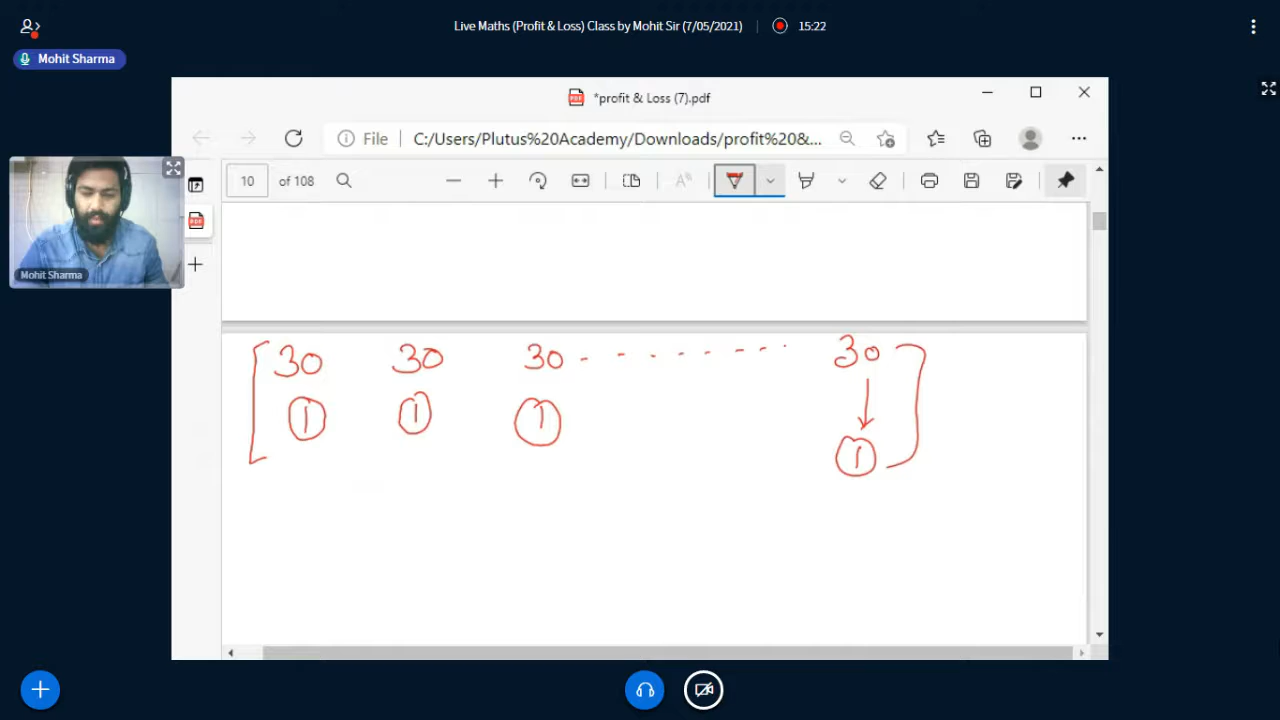 Live Maths (Profit & Loss) Class by Mohit Sir (7/05/2021) 15:22
Mohit Sharma
*profit & Loss (7).pdf
File C:/Users/Plutus%20Academy/Downloads/profit%20&...
10 of 108
Mohit Sharma
30 30 30 - - - - - - - - 30
1 1 1
1